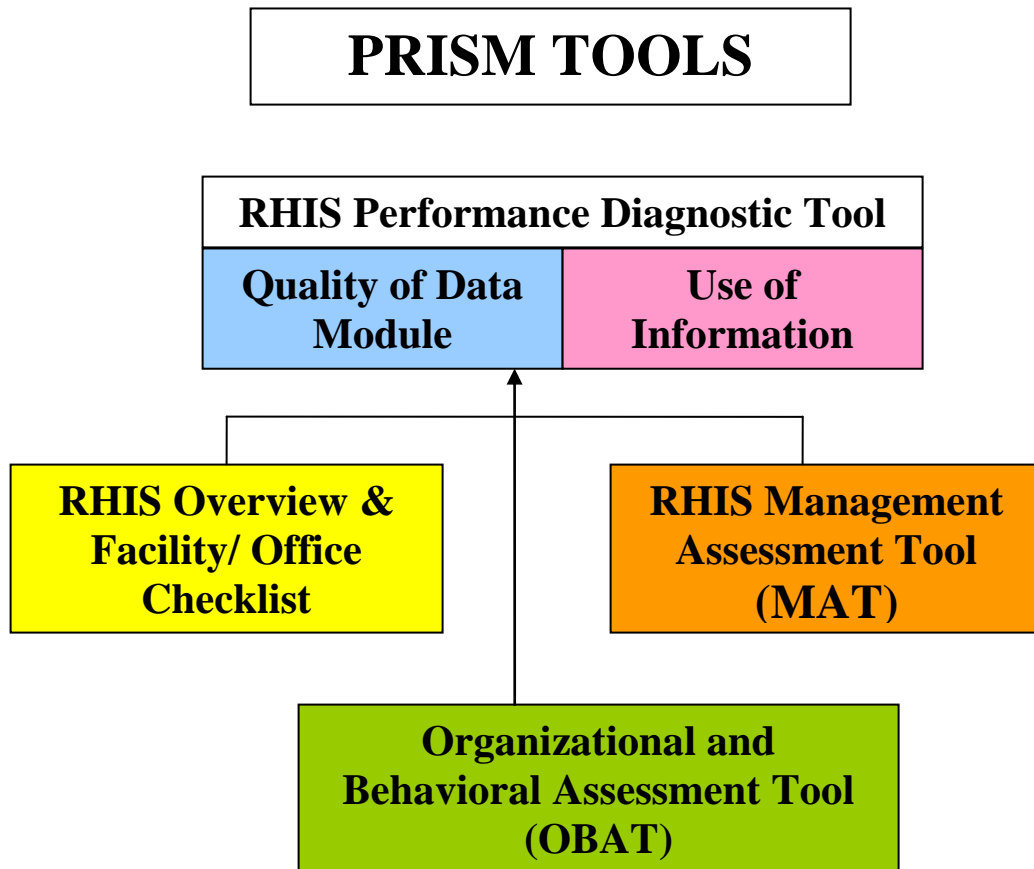 PRISM TOOLS
RHIS Performance Diagnostic Tool
Quality of Data
Module
Use of
Information
RHIS Overview &
Facility/ Office
Checklist
RHIS Management
Assessment Tool
(MAT)
Organizational and
Behavioral Assessment Tool
(OBAT)